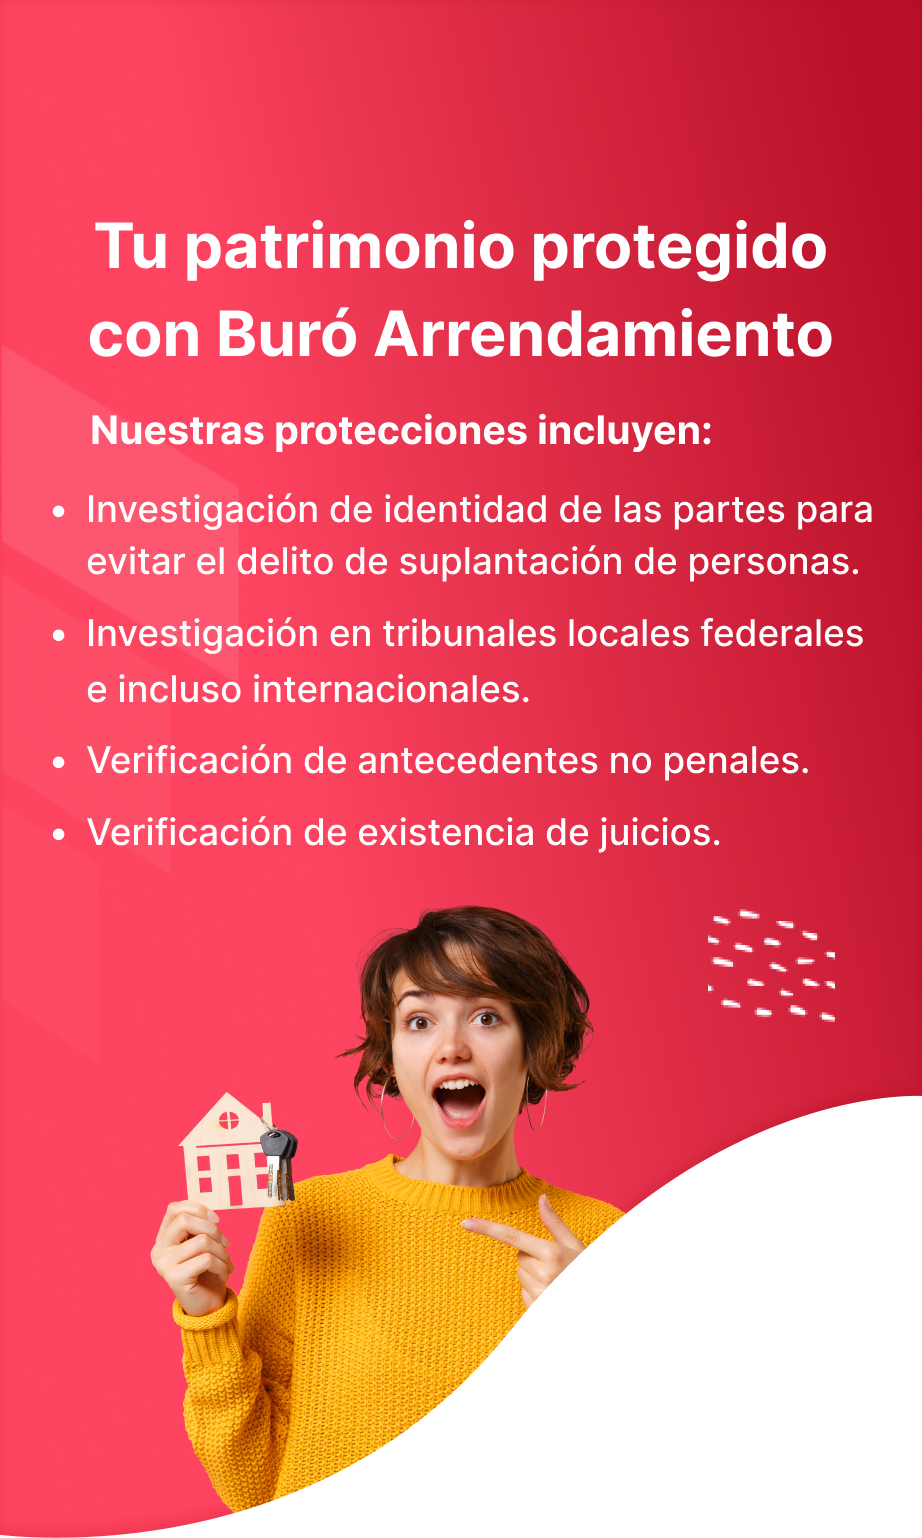 Tu patrimonio protegido
con Buró Arrendamiento
Nuestras protecciones incluyen:
• Investigación de identidad de las partes para
evitar el delito de suplantación de personas.
• Investigación en tribunales locales federales
e incluso internacionales.
• Verificación de antecedentes no penales.
• Verificación de existencia de juicios.